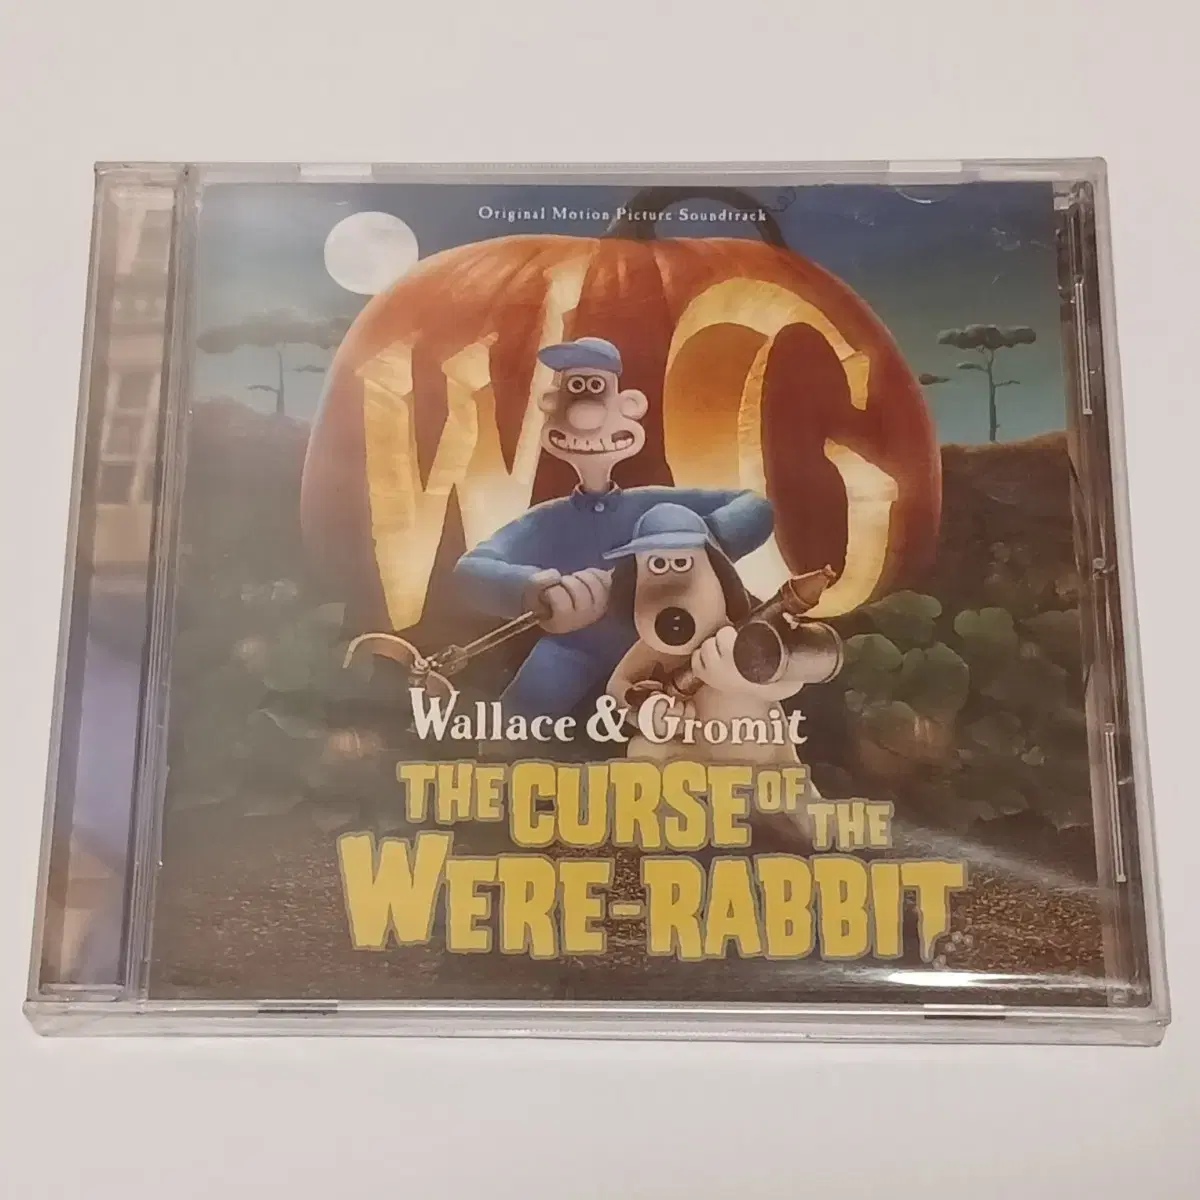 Original Motion Picture Soundtrack
WG
Wallace & Gromit
THE CURSE OF THE
WERE-RABBIT